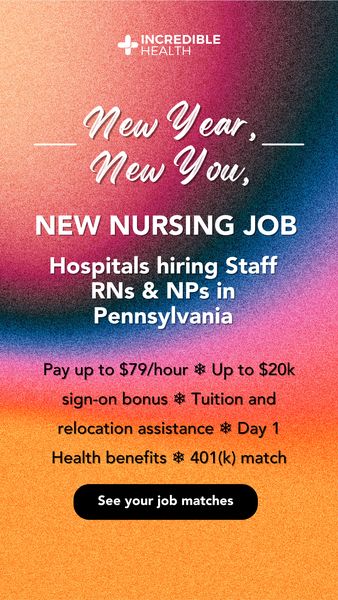 INCREDIBLE
HEALTH
New Year,
New You,
NEW NURSING JOB
Hospitals hiring Staff
RNs & NPs in
Pennsylvania
Pay up to $79/hour ❄ Up to $20k
sign-on bonus ❄ Tuition and
relocation assistance ❄ Day 1
Health benefits ❄ 401(k) match
See your job matches